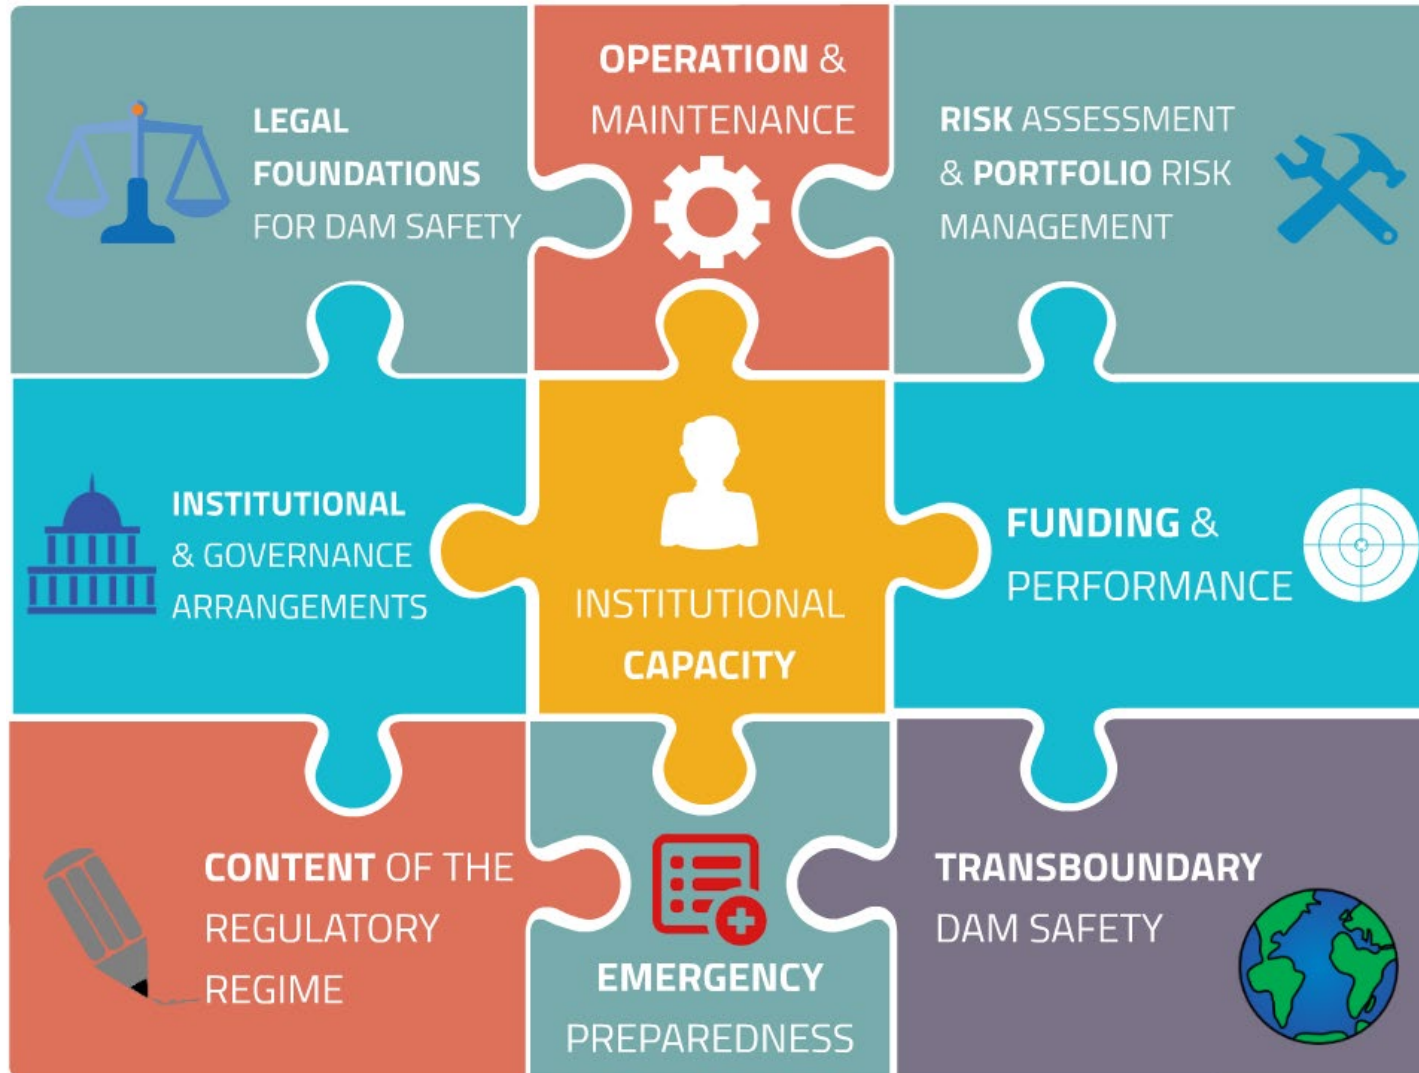 LEGAL
FOUNDATIONS
FOR DAM SAFETY
OPERATION &
MAINTENANCE
RISK ASSESSMENT
& PORTFOLIO RISK
MANAGEMENT
INSTITUTIONAL
& GOVERNANCE
ARRANGEMENTS
INSTITUTIONAL
CAPACITY
FUNDING &
PERFORMANCE
CONTENT OF THE
REGULATORY
REGIME
EMERGENCY
PREPAREDNESS
TRANSBOUNDARY
DAM SAFETY